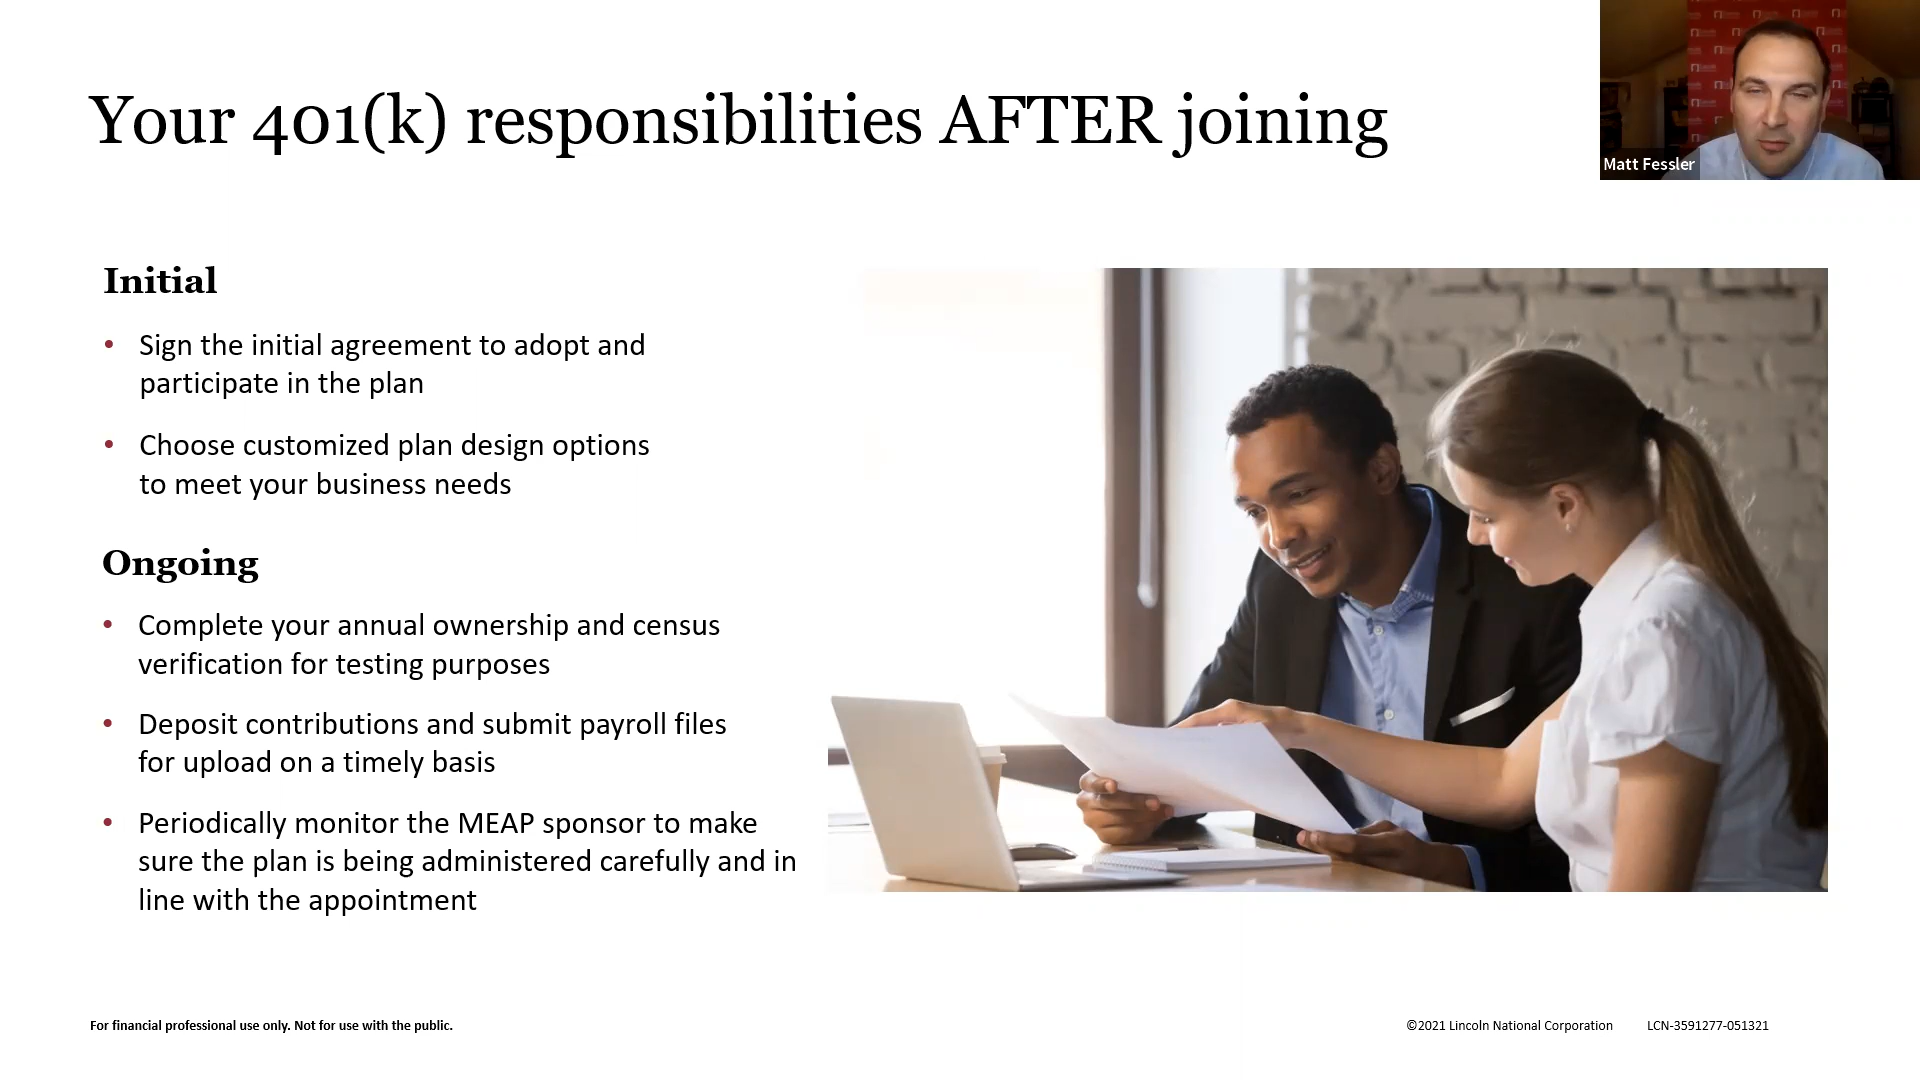 Your 401(k) responsibilities AFTER joining
Matt Fessler
Initial
• Sign the initial agreement to adopt and
participate in the plan
• Choose customized plan design options
to meet your business needs
Ongoing
• Complete your annual ownership and census
verification for testing purposes
• Deposit contributions and submit payroll files
for upload on a timely basis
• Periodically monitor the MEAP sponsor to make
sure the plan is being administered carefully and in
line with the appointment
For financial professional use only. Not for use with the public.
©2021 Lincoln National Corporation LCN-3591277-051321